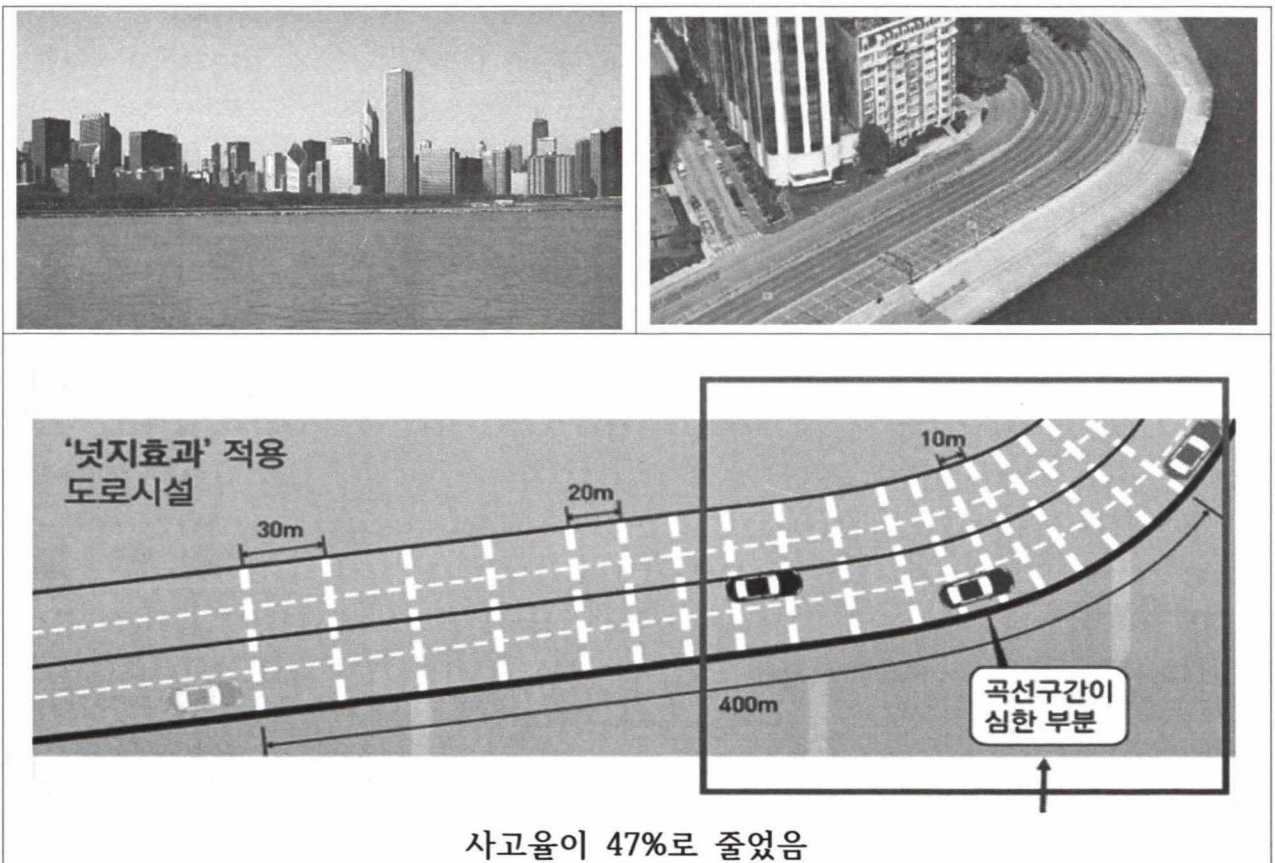 '넛지효과' 적용
도로시설
30m
20m
10m
400m
곡선구간이
심한 부분
사고율이 47%로 줄었음